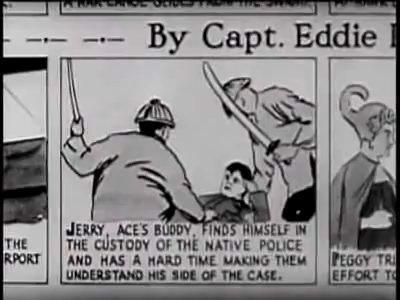 By Capt. Eddie
JERRY, ACE'S BUDDY, FINDS HIMSELF IN
THE CUSTODY OF THE NATIVE POLICE
AND HAS A HARD TIME MAKING THEM
UNDERSTAND HIS SIDE OF THE CASE.
THE
RPORT
PEGGY TR
EFFORT TO